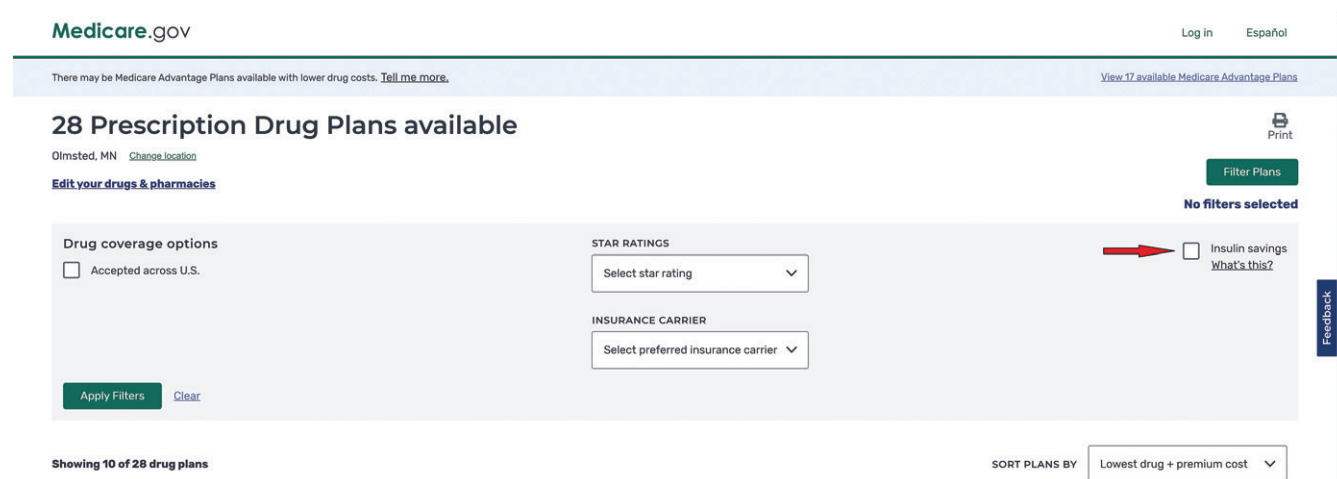 Medicare.gov
Log in Español
There may be Medicare Advantage Plans available with lower drug costs. Tell me more.
View 17 available Medicare Advantage Plans
28 Prescription Drug Plans available
Print
Olmsted, MN Change location
Filter Plans
Edit your drugs & pharmacies
No filters selected
Drug coverage options
Accepted across U.S.
STAR RATINGS
Select star rating
INSURANCE CARRIER
Select preferred insurance carrier
Insulin savings
What's this?
Feedback
Apply Filters Clear
Showing 10 of 28 drug plans
SORT PLANS BY Lowest drug + premium cost